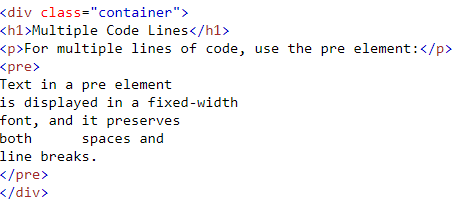 <div class="container">
<h1>Multiple Code Lines</h1>
<p>For multiple lines of code, use the pre element:</p>
<pre>
Text in a pre element
is displayed in a fixed-width
font, and it preserves
both      spaces and
line breaks.
</pre>
</div>